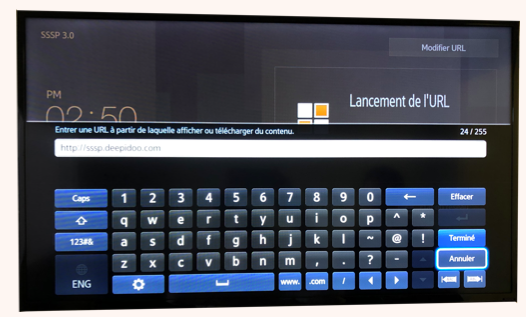 SSSP 3.0
Modifier URL
PM
02:50
Lancement de l'URL
Entrer une URL à partir de laquelle afficher ou télécharger du contenu.
24 / 255
http://sssp.deepidoo.com
Caps 1 2 3 4 5 6 7 8 9 0 ← Effacer
q w e r t y u i o p ^ *
123#& a s d f g h j k l ~ @ ! Terminé
z x c v b n m , . ? - Annuler
ENG www. .com /